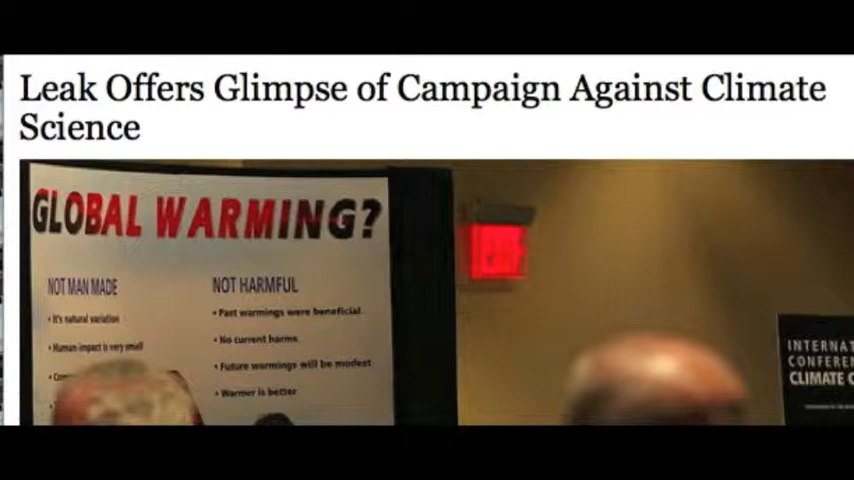 Leak Offers Glimpse of Campaign Against Climate
Science
GLOBAL WARMING?
NOT MAN MADE
• It's natural variation
• Human impact is very small
NOT HARMFUL
• Past warmings were beneficial
• No current harms
• Future warmings will be modest
• Warmer is better
INTERNAT
CONFEREN
CLIMATE C